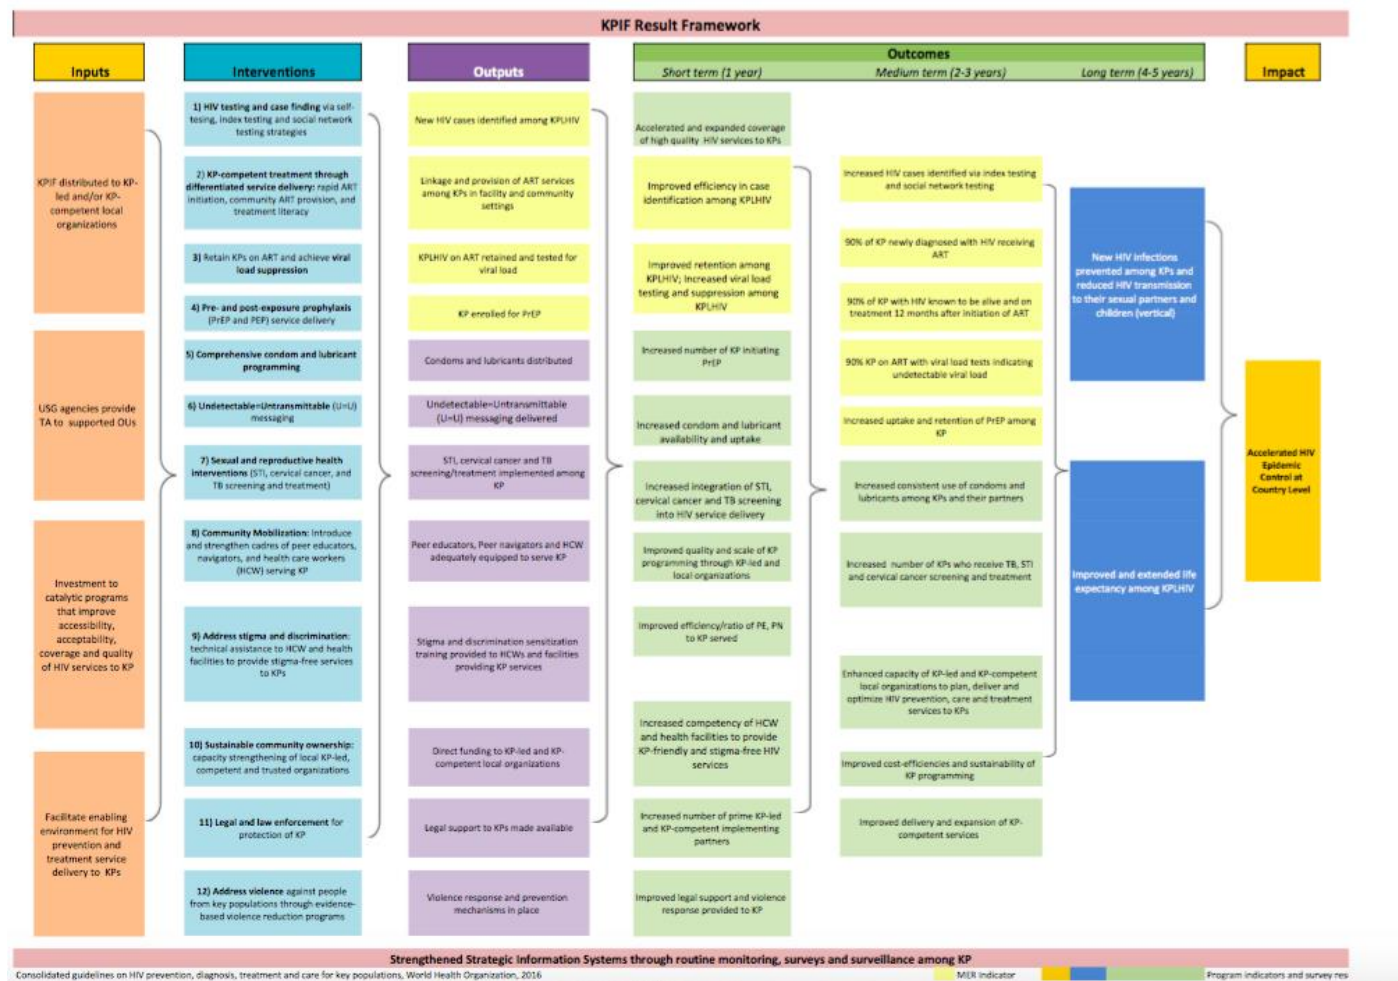 KPIF Result Framework
Inputs
Interventions
Outputs
Outcomes
Short term (1 year)
Medium term (2-3 years)
Long term (4-5 years)
Impact
KPIF distributed to KP-
led and/or KP-
competent local
organizations
USG agencies provide
TA to supported OUs
Investment to
catalytic programs
that improve
accessibility,
acceptability,
coverage and quality
of HIV services to KP
Facilitate enabling
environment for HIV
prevention and
treatment service
delivery to KPs
1) HIV testing and case finding via self-
tesing, index testing and social network
testing strategies
2) KP-competent treatment through
differentiated service delivery: rapid ART
initiation, community ART provision, and
treatment literacy
3) Retain KPs on ART and achieve viral
load suppression
4) Pre- and post-exposure prophylaxis
(PrEP and PEP) service delivery
5) Comprehensive condom and lubricant
programming
6) Undetectable=Untransmittable (U=U)
messaging
7) Sexual and reproductive health
interventions (STI, cervical cancer, and
TB screening and treatment)
8) Community Mobilization: Introduce
and strengthen cadres of peer educators,
navigators, and health care workers
(HCW) serving KP
9) Address stigma and discrimination:
technical assistance to HCW and health
facilities to provide stigma-free services
to KPs
10) Sustainable community ownership:
capacity strengthening of local KP-led,
competent and trusted organizations
11) Legal and law enforcement for
protection of KP
12) Address violence against people
from key populations through evidence-
based violence reduction programs
New HIV cases identified among KPLHIV
Linkage and provision of ART services
among KPs in facility and community
settings
KPLHIV on ART retained and tested for
viral load
KP enrolled for PrEP
Condoms and lubricants distributed
Undetectable=Untransmittable
(U=U) messaging delivered
STI, cervical cancer and TB
screening/treatment implemented among
KP
Peer educators, Peer navigators and HCW
adequately equipped to serve KP
Stigma and discrimination sensitization
training provided to HCWs and facilities
providing KP services
Direct funding to KP-led and KP-
competent local organizations
Legal support to KPs made available
Violence response and prevention
mechanisms in place
Accelerated and expanded coverage
of high quality HIV services to KPs
Improved efficiency in case
identification among KPLHIV
Improved retention among
KPLHIV; Increased viral load
testing and suppression among
KPLHIV
Increased number of KP initiating
PrEP
Increased condom and lubricant
availability and uptake
Increased integration of STI,
cervical cancer and TB screening
into HIV service delivery
Improved quality and scale of KP
programming through KP-led and
local organizations
Improved efficiency/ratio of PE, PN
to KP served
Increased competency of HCW
and health facilities to provide
KP-friendly and stigma-free HIV
services
Increased number of prime KP-led
and KP-competent implementing
partners
Improved legal support and violence
response provided to KP
Increased HIV cases identified via index testing
and social network testing
90% of KP newly diagnosed with HIV receiving
ART
90% of KP with HIV known to be alive and on
treatment 12 months after initiation of ART
90% KP on ART with viral load tests indicating
undetectable viral load
Increased uptake and retention of PrEP among
KP
Increased consistent use of condoms and
lubricants among KPs and their partners
Increased number of KPs who receive TB, STI
and cervical cancer screening and treatment
Enhanced capacity of KP-led and KP-competent
local organizations to plan, deliver and
optimize HIV prevention, care and treatment
services to KPs
Improved cost-efficiencies and sustainability of
KP programming
Improved delivery and expansion of KP-
competent services
New HIV infections
prevented among KPs and
reduced HIV transmission
to their sexual partners and
children (vertical)
Improved and extended life
expectancy among KPLHIV
Accelerated HIV
Epidemic
Control at
Country Level
Strengthened Strategic Information Systems through routine monitoring, surveys and surveillance among KP
Consolidated guidelines on HIV prevention, diagnosis, treatment and care for key populations, World Health Organization, 2016
MER Indicator
Program indicators and survey res